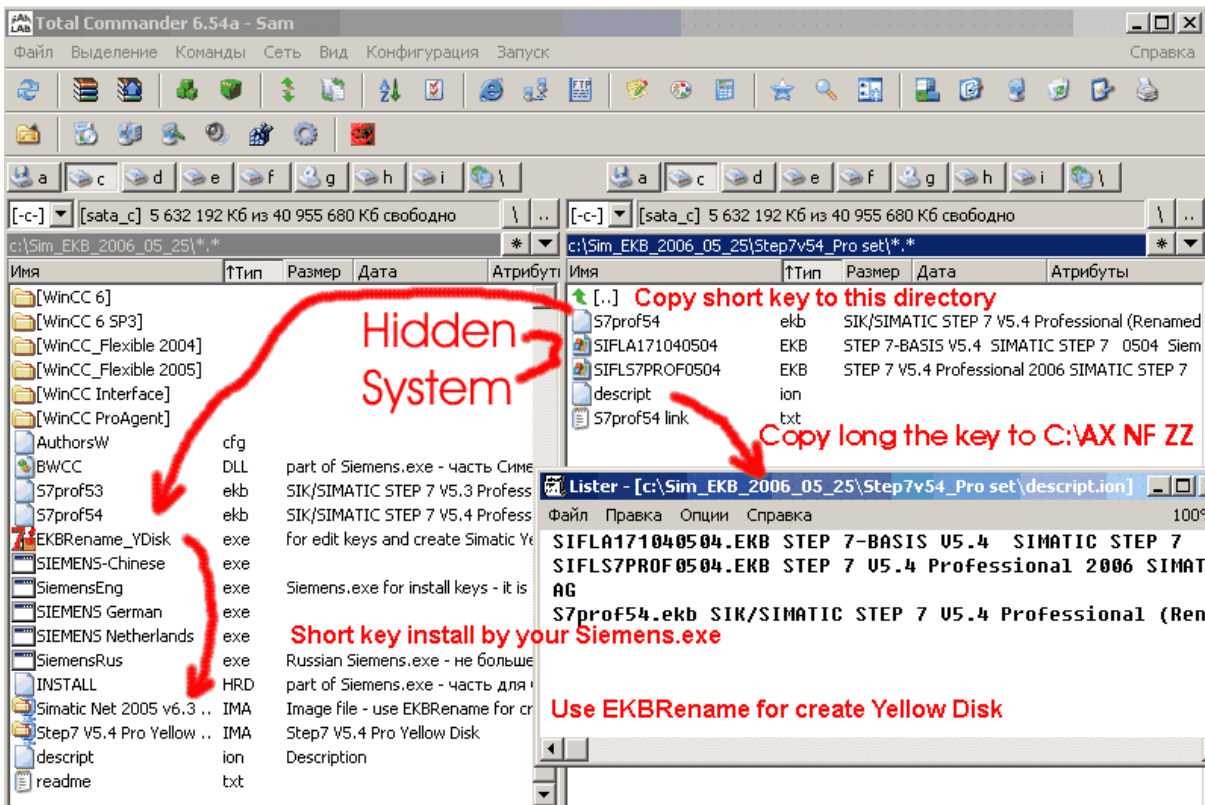 Total Commander 6.54a - Sam
Файл Выделение Команды Сеть Вид Конфигурация Запуск Справка
a c d e f g h i \
a c d e f g h i \
[-c-] [sata_c] 5 632 192 Кб из 40 955 680 Кб свободно \ ..
[-c-] [sata_c] 5 632 192 Кб из 40 955 680 Кб свободно \ ..
c:\Sim_EKB_2006_05_25\*.* * ▼
c:\Sim_EKB_2006_05_25\Step7v54_Pro set\*.* * ▼
Имя ↑Тип Размер Дата Атрибуты
[WinCC 6]
[WinCC 6 SP3]
[WinCC_Flexible 2004]
[WinCC_Flexible 2005]
[WinCC Interface]
[WinCC ProAgent]
AuthorsW cfg
BWCC DLL part of Siemens.exe - часть Симе
S7prof53 ekb SIK/SIMATIC STEP 7 V5.3 Profess
S7prof54 ekb SIK/SIMATIC STEP 7 V5.4 Profess
EKBRename_YDisk exe for edit keys and create Simatic Ye
SIEMENS-Chinese exe
SiemensEng exe Siemens.exe for install keys - it is
SIEMENS German exe
SIEMENS Netherlands exe
SiemensRus exe Russian Siemens.exe - не больше
INSTALL HRD part of Siemens.exe - часть для
Simatic Net 2005 v6.3 .. IMA Image file - use EKBRename for cr
Step7 V5.4 Pro Yellow .. IMA Step7 V5.4 Pro Yellow Disk
descript ion Description
readme txt
Hidden
System
Short key install by your Siemens.exe
Имя ↑Тип Размер Дата Атрибуты
[..] Copy short key to this directory
S7prof54 ekb SIK/SIMATIC STEP 7 V5.4 Professional (Renamed
SIFLA171040504 EKB STEP 7-BASIS V5.4 SIMATIC STEP 7 0504 Siem
SIFLS7PROF0504 EKB STEP 7 V5.4 Professional 2006 SIMATIC STEP 7
descript ion
S7prof54 link txt
Copy long the key to C:\AX NF ZZ
Lister - [c:\Sim_EKB_2006_05_25\Step7v54_Pro set\descript.ion]
Файл Правка Опции Справка 100%
SIFLA171040504.EKB STEP 7-BASIS V5.4 SIMATIC STEP 7
SIFLS7PROF0504.EKB STEP 7 V5.4 Professional 2006 SIMAT
AG
S7prof54.ekb SIK/SIMATIC STEP 7 V5.4 Professional (Ren
Use EKBRename for create Yellow Disk